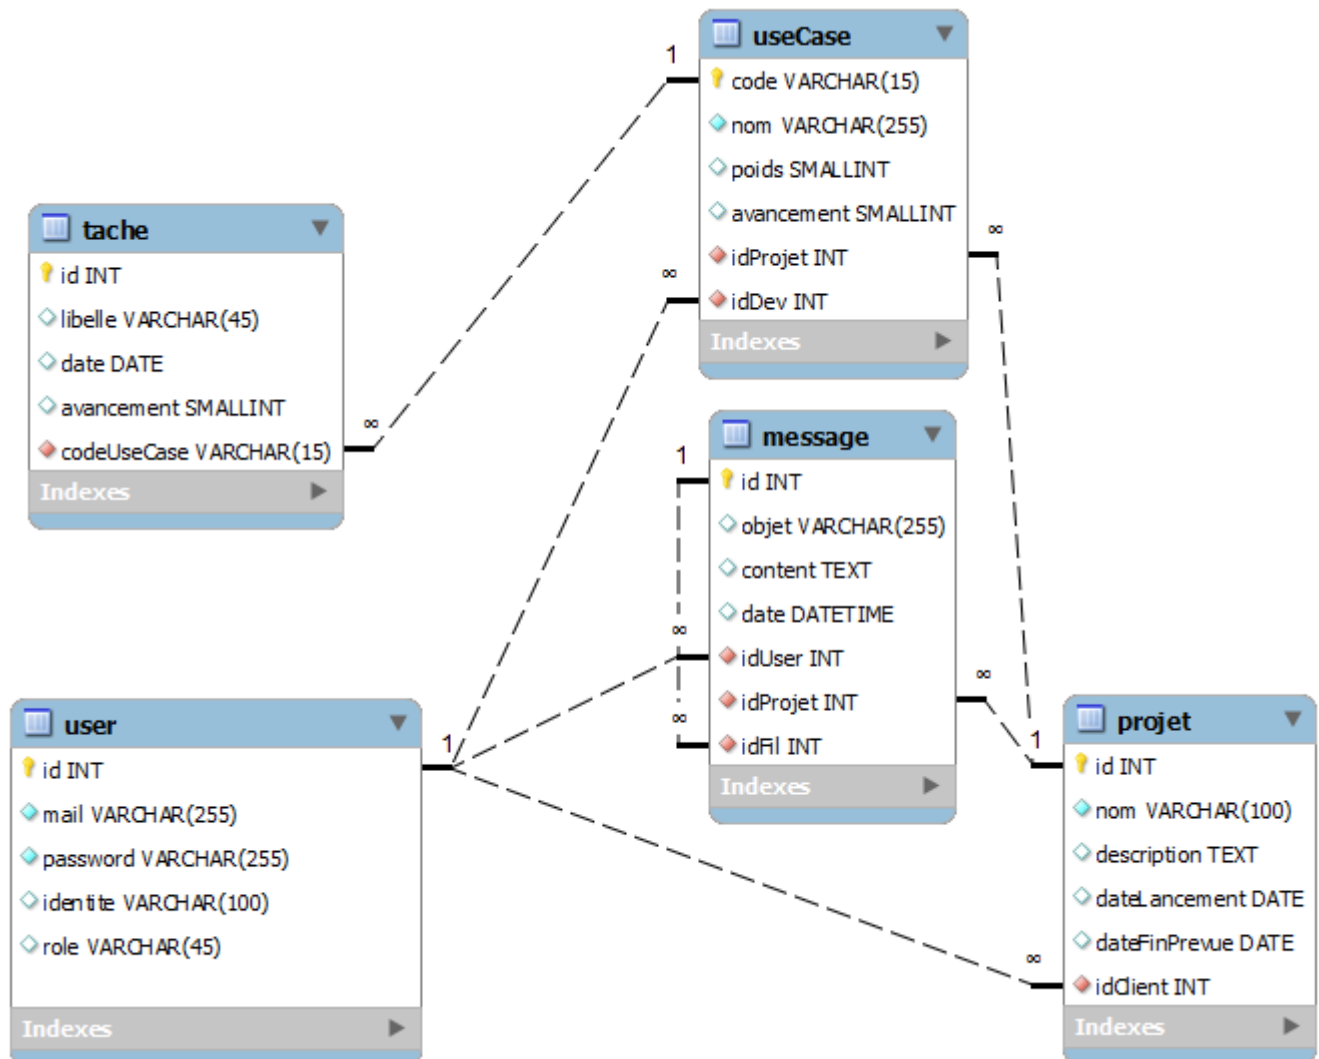 useCase
code VARCHAR(15)
nom VARCHAR(255)
poids SMALLINT
avancement SMALLINT
idProjet INT
idDev INT
Indexes
1
∞
∞
tache
id INT
libelle VARCHAR(45)
date DATE
avancement SMALLINT
codeUseCase VARCHAR(15)
Indexes
∞
message
id INT
objet VARCHAR(255)
content TEXT
date DATETIME
idUser INT
idProjet INT
idFil INT
Indexes
1
∞
∞
∞
user
id INT
mail VARCHAR(255)
password VARCHAR(255)
identite VARCHAR(100)
role VARCHAR(45)
Indexes
1
projet
id INT
nom VARCHAR(100)
description TEXT
dateLancement DATE
dateFinPrevue DATE
idClient INT
Indexes
1
∞